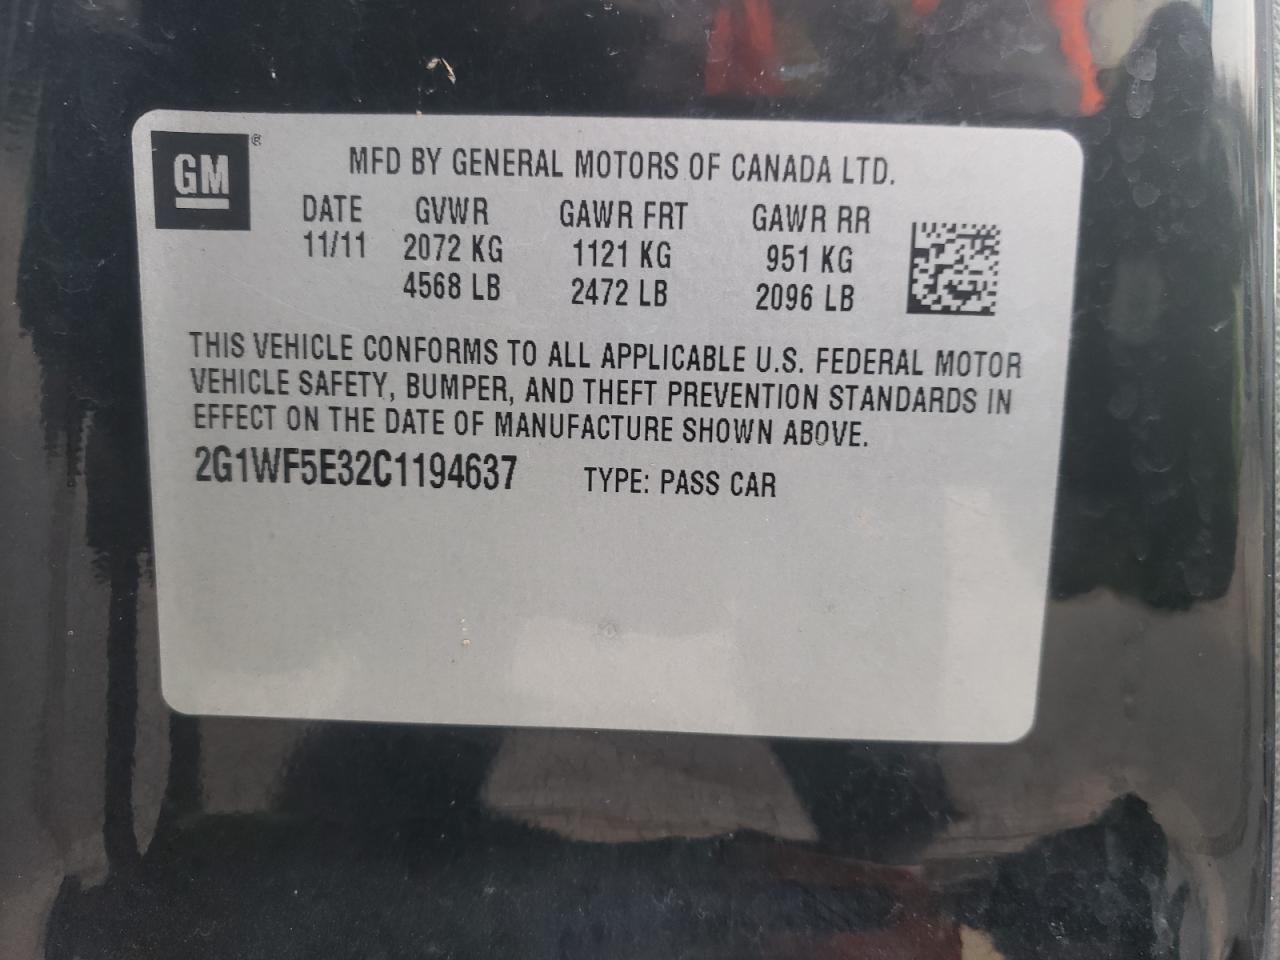 GM ®
MFD BY GENERAL MOTORS OF CANADA LTD.
DATE GVWR GAWR FRT GAWR RR
11/11 2072 KG 1121 KG 951 KG
4568 LB 2472 LB 2096 LB
THIS VEHICLE CONFORMS TO ALL APPLICABLE U.S. FEDERAL MOTOR
VEHICLE SAFETY, BUMPER, AND THEFT PREVENTION STANDARDS IN
EFFECT ON THE DATE OF MANUFACTURE SHOWN ABOVE.
2G1WF5E32C1194637 TYPE: PASS CAR